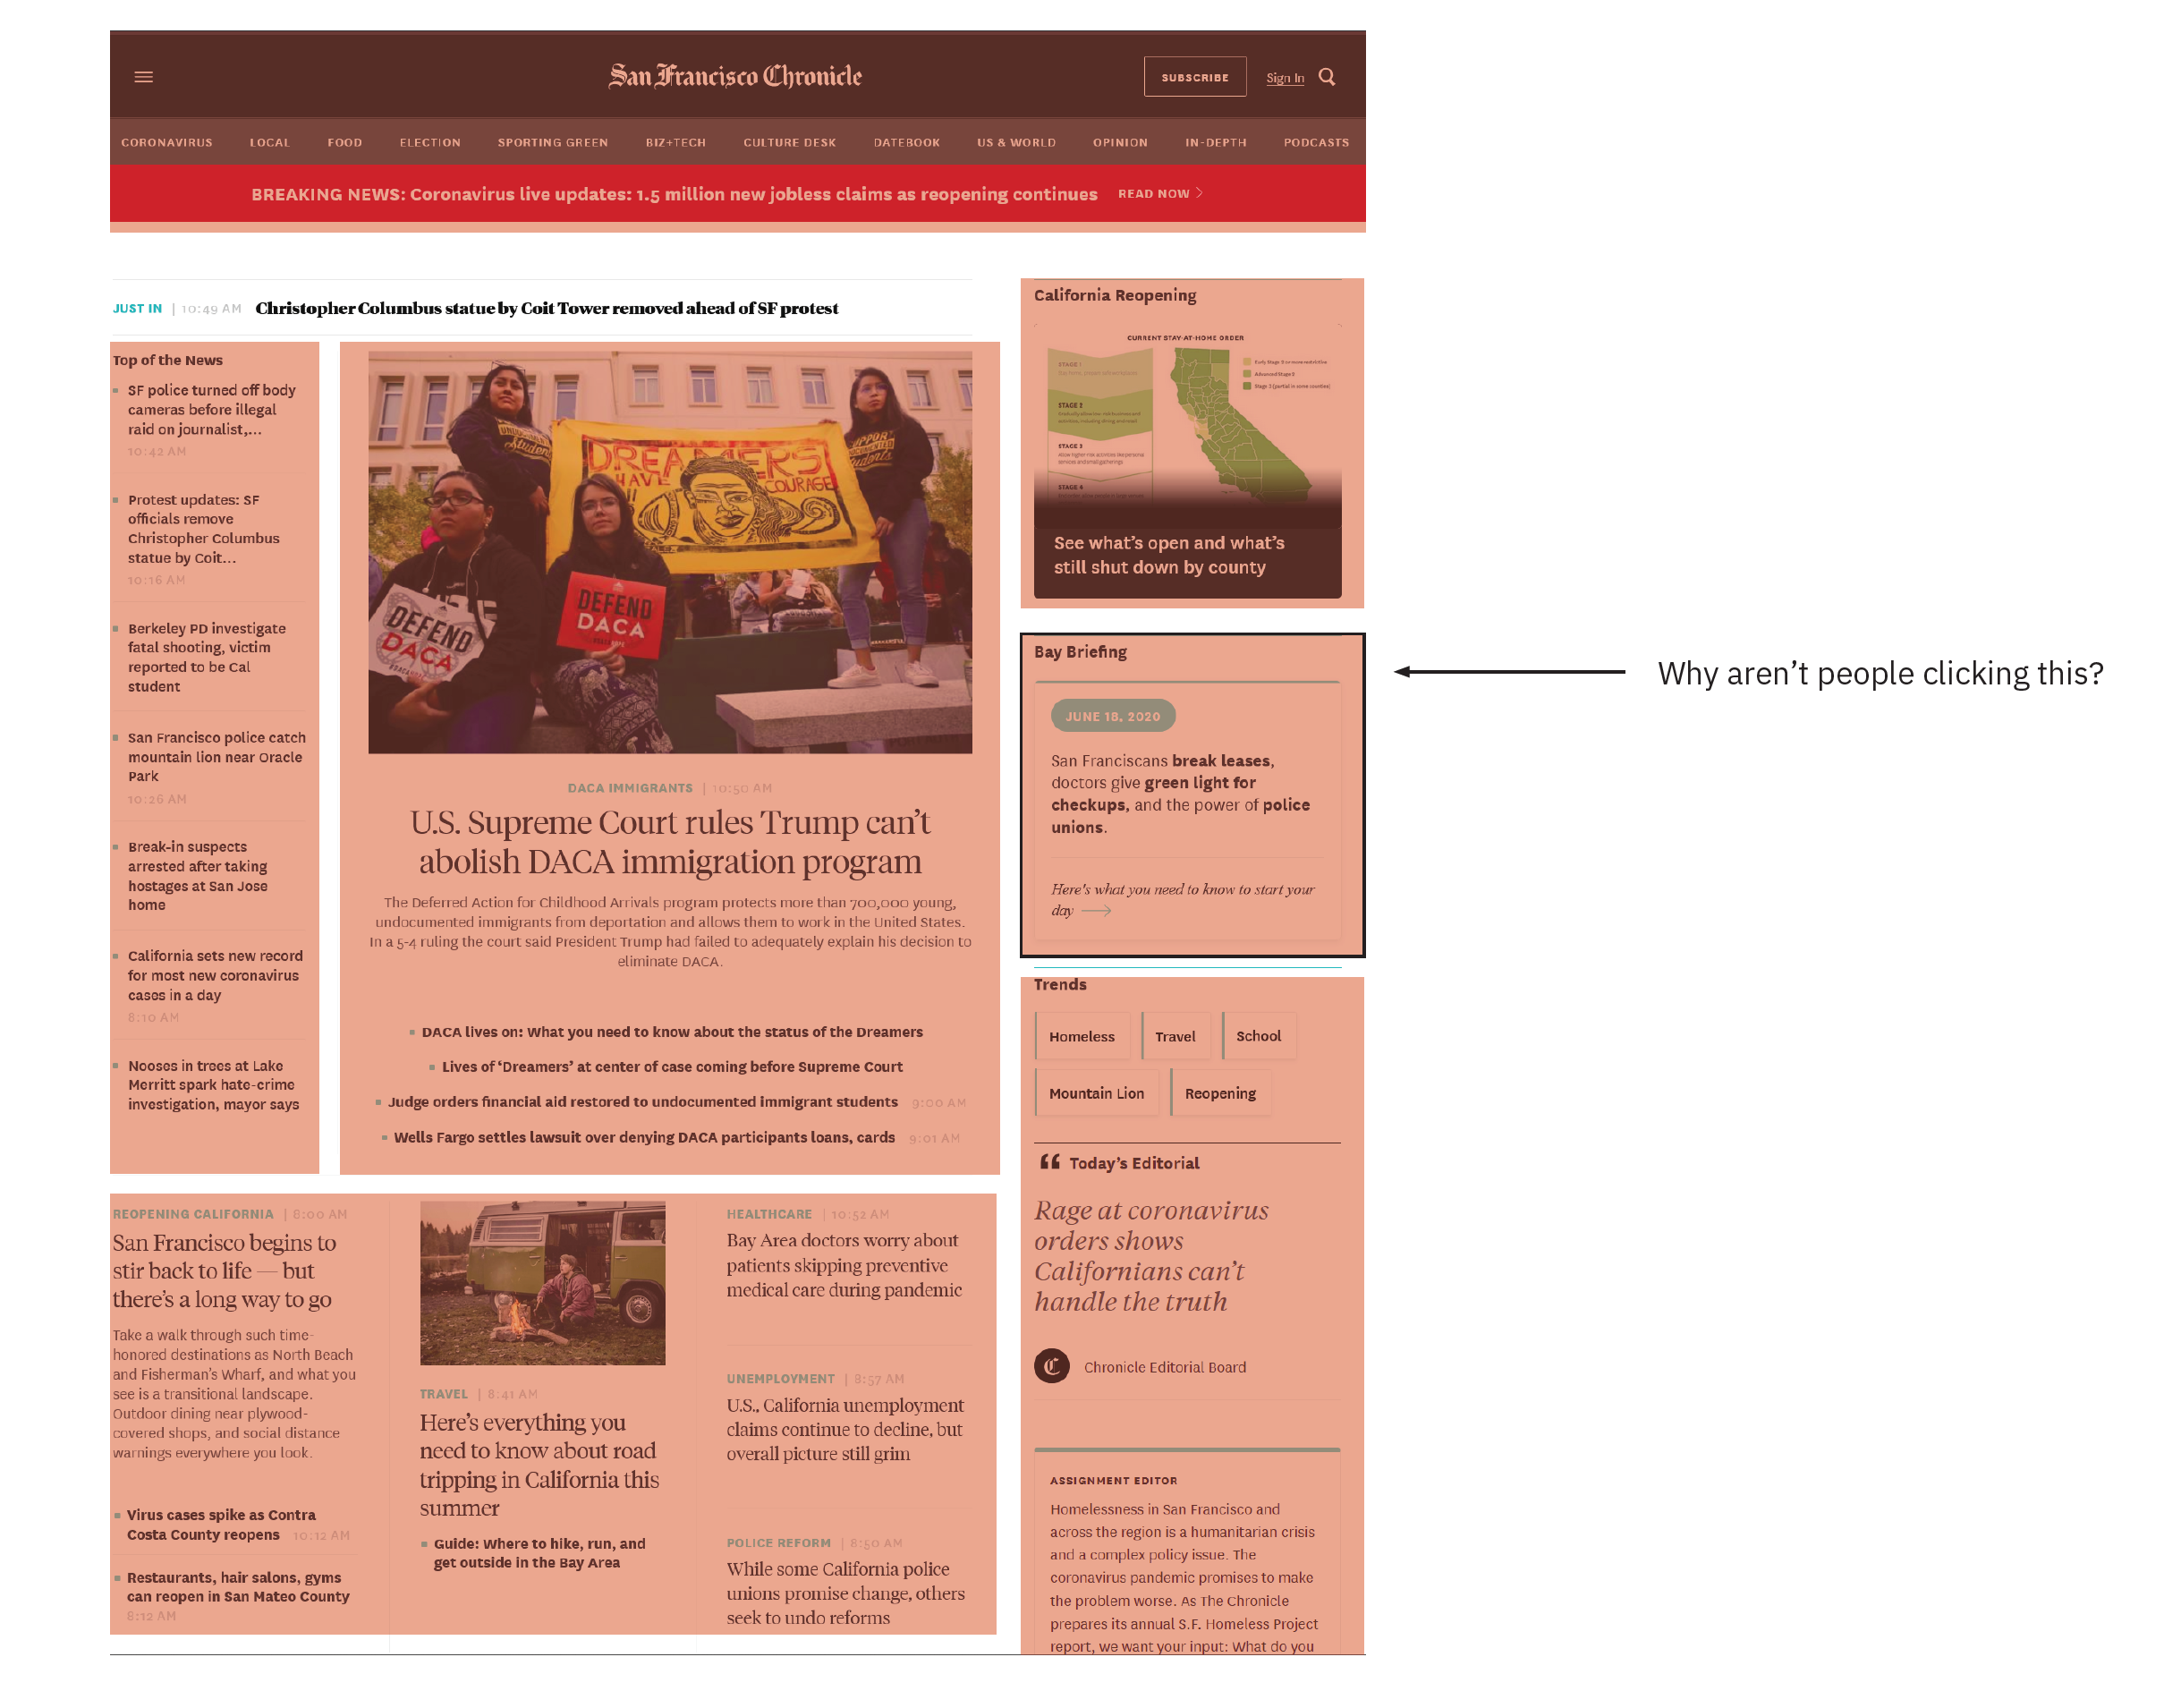 San Francisco Chronicle
SUBSCRIBE
Sign In
CORONAVIRUS LOCAL FOOD ELECTION SPORTING GREEN BIZ+TECH CULTURE DESK DATEBOOK US & WORLD OPINION IN-DEPTH PODCASTS
BREAKING NEWS: Coronavirus live updates: 1.5 million new jobless claims as reopening continues READ NOW
JUST IN | 10:49 AM Christopher Columbus statue by Coit Tower removed ahead of SF protest
Top of the News
SF police turned off body
cameras before illegal
raid on journalist,...
10:42 AM
Protest updates: SF
officials remove
Christopher Columbus
statue by Coit...
10:16 AM
Berkeley PD investigate
fatal shooting, victim
reported to be Cal
student
San Francisco police catch
mountain lion near Oracle
Park
10:26 AM
Break-in suspects
arrested after taking
hostages at San Jose
home
California sets new record
for most new coronavirus
cases in a day
8:10 AM
Nooses in trees at Lake
Merritt spark hate-crime
investigation, mayor says
DREAMERS
HAVE
COURAGE
DEFEND
DACA
DEFEND
DACA
DACA IMMIGRANTS | 10:50 AM
U.S. Supreme Court rules Trump can't
abolish DACA immigration program
The Deferred Action for Childhood Arrivals program protects more than 700,000 young,
undocumented immigrants from deportation and allows them to work in the United States.
In a 5-4 ruling the court said President Trump had failed to adequately explain his decision to
eliminate DACA.
DACA lives on: What you need to know about the status of the Dreamers
Lives of 'Dreamers' at center of case coming before Supreme Court
Judge orders financial aid restored to undocumented immigrant students 9:00 AM
Wells Fargo settles lawsuit over denying DACA participants loans, cards 9:01 AM
California Reopening
CURRENT STAY-AT-HOME ORDER
STAGE 1
STAGE 2
STAGE 3
STAGE 4
See what's open and what's
still shut down by county
Bay Briefing
JUNE 18, 2020
San Franciscans break leases,
doctors give green light for
checkups, and the power of police
unions.
Here's what you need to know to start your
day
Why aren't people clicking this?
Trends
Homeless Travel School
Mountain Lion Reopening
Today's Editorial
Rage at coronavirus
orders shows
Californians can't
handle the truth
C Chronicle Editorial Board
ASSIGNMENT EDITOR
Homelessness in San Francisco and
across the region is a humanitarian crisis
and a complex policy issue. The
coronavirus pandemic promises to make
the problem worse. As The Chronicle
prepares its annual S.F. Homeless Project
report, we want your input: What do you
REOPENING CALIFORNIA | 8:00 AM
San Francisco begins to
stir back to life — but
there's a long way to go
Take a walk through such time-
honored destinations as North Beach
and Fisherman's Wharf, and what you
see is a transitional landscape.
Outdoor dining near plywood-
covered shops, and social distance
warnings everywhere you look.
Virus cases spike as Contra
Costa County reopens 10:12 AM
Restaurants, hair salons, gyms
can reopen in San Mateo County
8:12 AM
TRAVEL | 8:41 AM
Here's everything you
need to know about road
tripping in California this
summer
Guide: Where to hike, run, and
get outside in the Bay Area
HEALTHCARE | 10:52 AM
Bay Area doctors worry about
patients skipping preventive
medical care during pandemic
UNEMPLOYMENT | 8:57 AM
U.S., California unemployment
claims continue to decline, but
overall picture still grim
POLICE REFORM | 8:50 AM
While some California police
unions promise change, others
seek to undo reforms